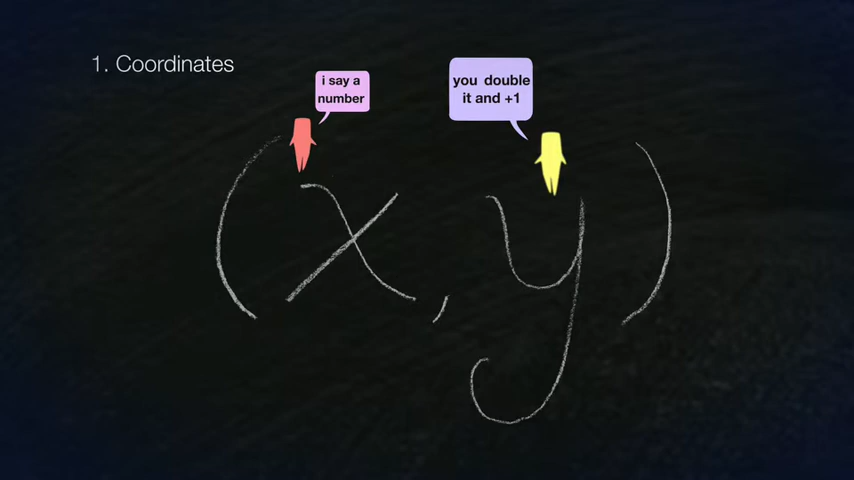 1. Coordinates
i say a
number
you double
it and +1
(x, y)